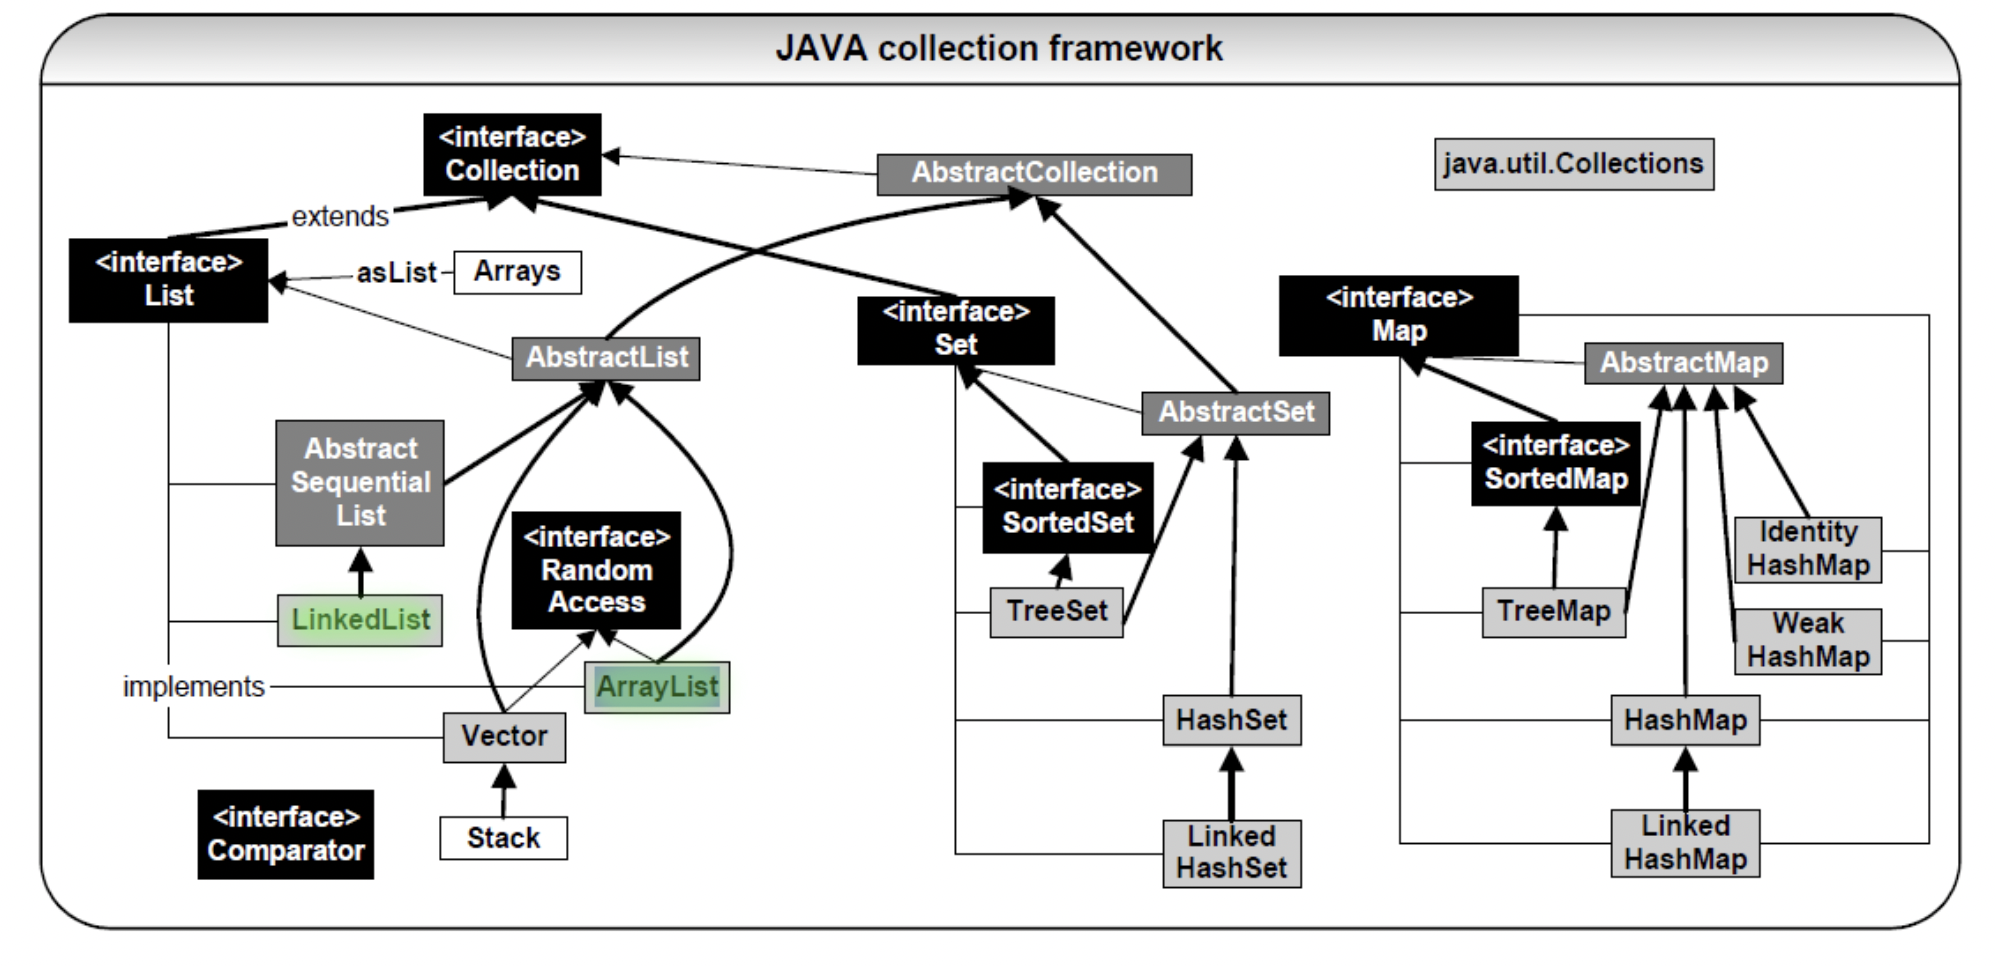 JAVA collection framework
<interface>
Collection
AbstractCollection
java.util.Collections
extends
<interface>
List
asList
Arrays
<interface>
Set
<interface>
Map
AbstractList
AbstractMap
AbstractSet
Abstract
Sequential
List
<interface>
SortedMap
<interface>
SortedSet
<interface>
Random
Access
Identity
HashMap
LinkedList
TreeSet
TreeMap
Weak
HashMap
implements
ArrayList
Vector
HashSet
HashMap
<interface>
Comparator
Stack
Linked
HashSet
Linked
HashMap